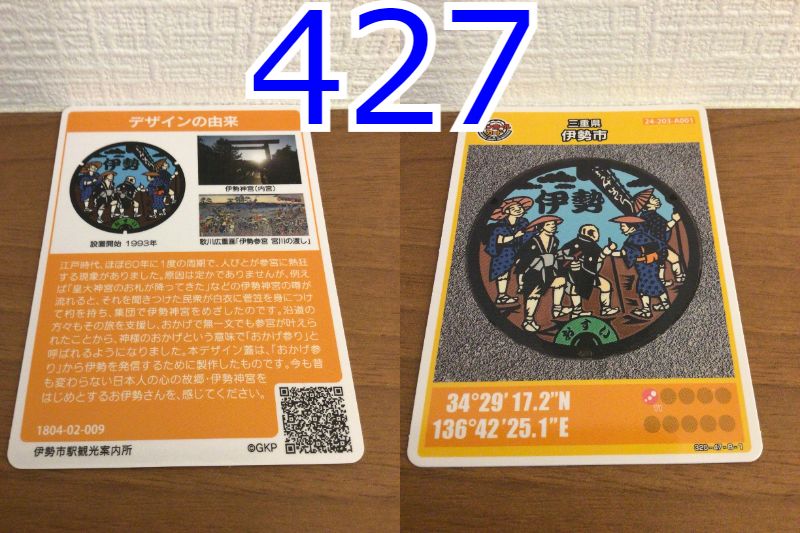 427
デザインの由来
伊勢
伊勢神宮(内宮)
設置開始 1993年
歌川広重画「伊勢参宮 宮川の渡し」
江戸時代、ほぼ60年に1度の周期で、人びとが参宮に熱狂
する現象がありました。原因は定かでありませんが、例え
ば「皇大神宮のお札が降ってきた」などの伊勢神宮の噂が
流れると、それを聞きつけた民衆が白衣に菅笠を身につけ
て杓を持ち、集団で伊勢神宮をめざしたのです。沿道の
方々もその旅を支援し、おかげで無一文でも参宮が叶えら
れたことから、神様のおかげという意味で「おかげ参り」と
呼ばれるようになりました。本デザイン蓋は、「おかげ参
り」から伊勢を発信するために製作したものです。今も昔
も変わらない日本人の心の故郷・伊勢神宮を
はじめとするお伊勢さんを、感じてください。
1804-02-009
伊勢市駅観光案内所
©GKP
三重県
伊勢市
24-203-A001
伊勢
おすい
34°29'17.2"N
136°42'25.1"E
01
325-47-8-1